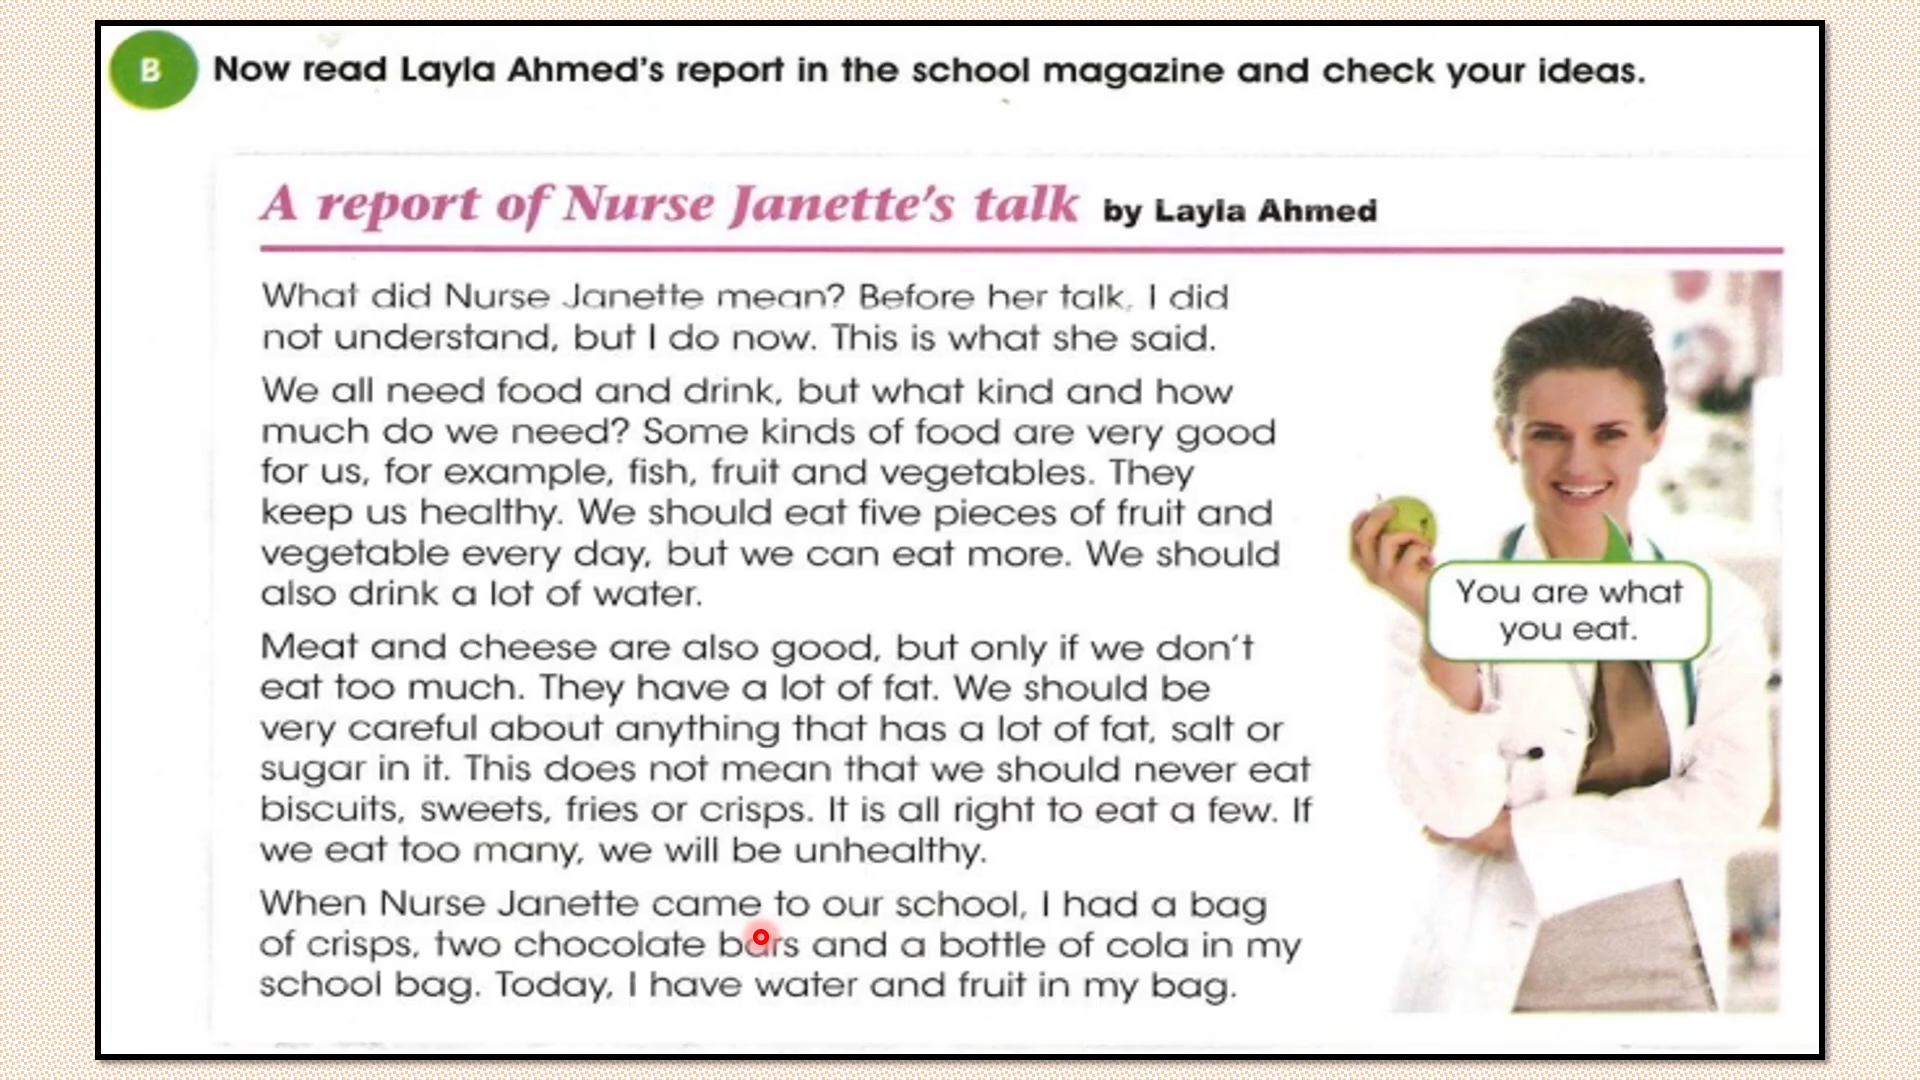 B
Now read Layla Ahmed's report in the school magazine and check your ideas.
A report of Nurse Janette's talk by Layla Ahmed
What did Nurse Janette mean? Before her talk, I did
not understand, but I do now. This is what she said.
We all need food and drink, but what kind and how
much do we need? Some kinds of food are very good
for us, for example, fish, fruit and vegetables. They
keep us healthy. We should eat five pieces of fruit and
vegetable every day, but we can eat more. We should
also drink a lot of water.
Meat and cheese are also good, but only if we don't
eat too much. They have a lot of fat. We should be
very careful about anything that has a lot of fat, salt or
sugar in it. This does not mean that we should never eat
biscuits, sweets, fries or crisps. It is all right to eat a few. If
we eat too many, we will be unhealthy.
When Nurse Janette came to our school, I had a bag
of crisps, two chocolate bars and a bottle of cola in my
school bag. Today, I have water and fruit in my bag.
You are what
you eat.